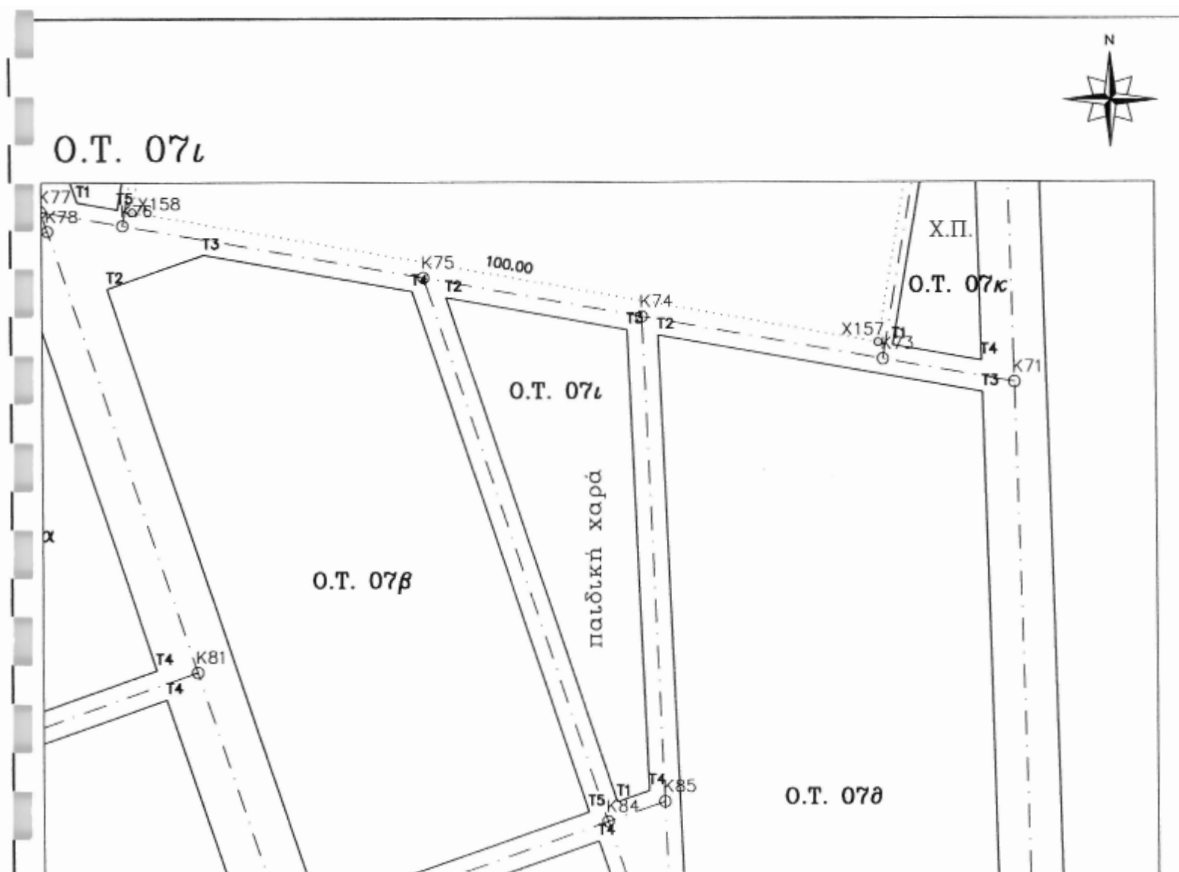 N
Ο.Τ. 07ι
K77
T1
T5
X158
K78
K76
T3
Χ.Π.
T2
100.00
K75
T4
T2
Ο.Τ. 07κ
K74
T3
T2
X157
T1
K73
T4
K71
T3
Ο.Τ. 07ι
παιδική χαρά
α
Ο.Τ. 07β
T4
K81
T4
T1
T4
K85
Ο.Τ. 07δ
T5
K84
T4